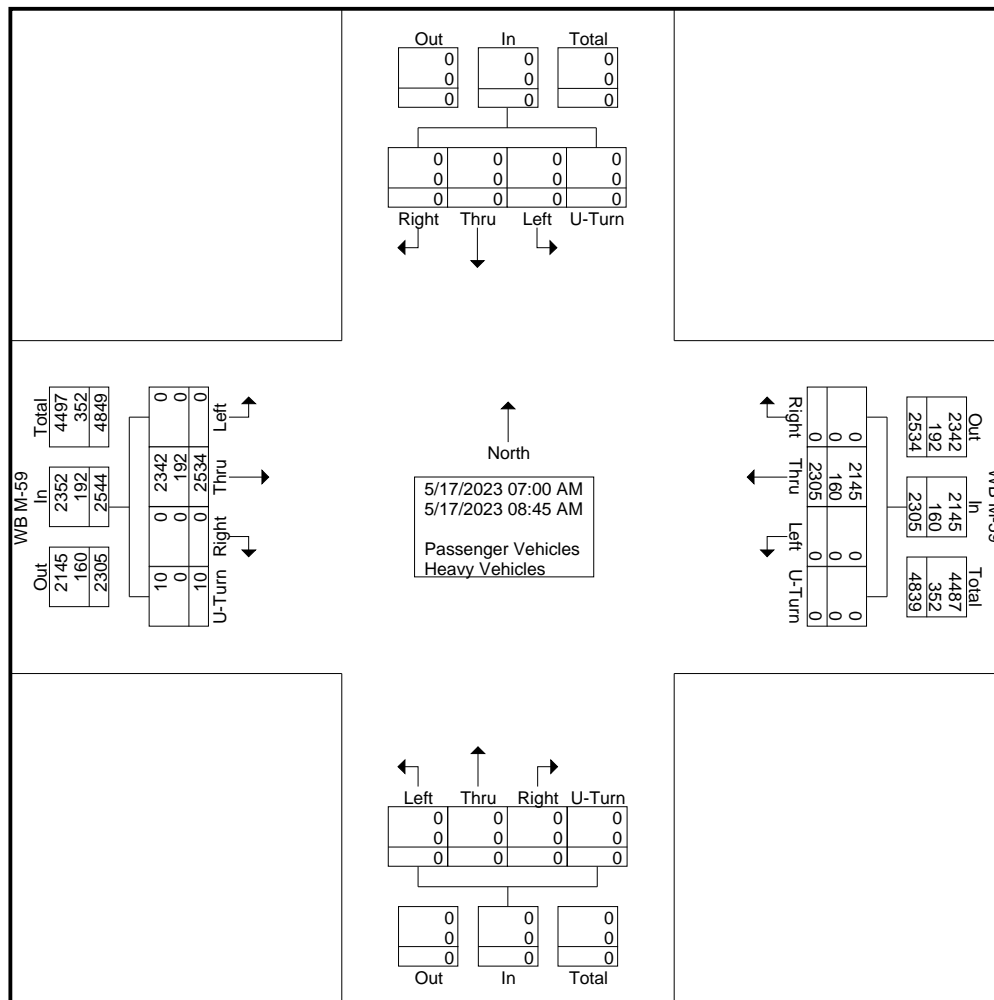 Out In Total
0 0 0
0 0 0
0 0 0
0 0 0 0
0 0 0 0
0 0 0 0
Right Thru Left U-Turn
WB M-59
Total In Out
4497 2352 2145
352 192 160
4849 2544 2305
0 2342 0 10
0 192 0 0
0 2534 0 10
Left Thru Right U-Turn
North
5/17/2023 07:00 AM
5/17/2023 08:45 AM
Passenger Vehicles
Heavy Vehicles
Right Thru Left U-Turn
0 2145 0 0
0 160 0 0
0 2305 0 0
Out In Total
2342 2145 4487
192 160 352
2534 2305 4839
WB M-59
Left Thru Right U-Turn
0 0 0 0
0 0 0 0
0 0 0 0
0 0 0
0 0 0
0 0 0
Out In Total